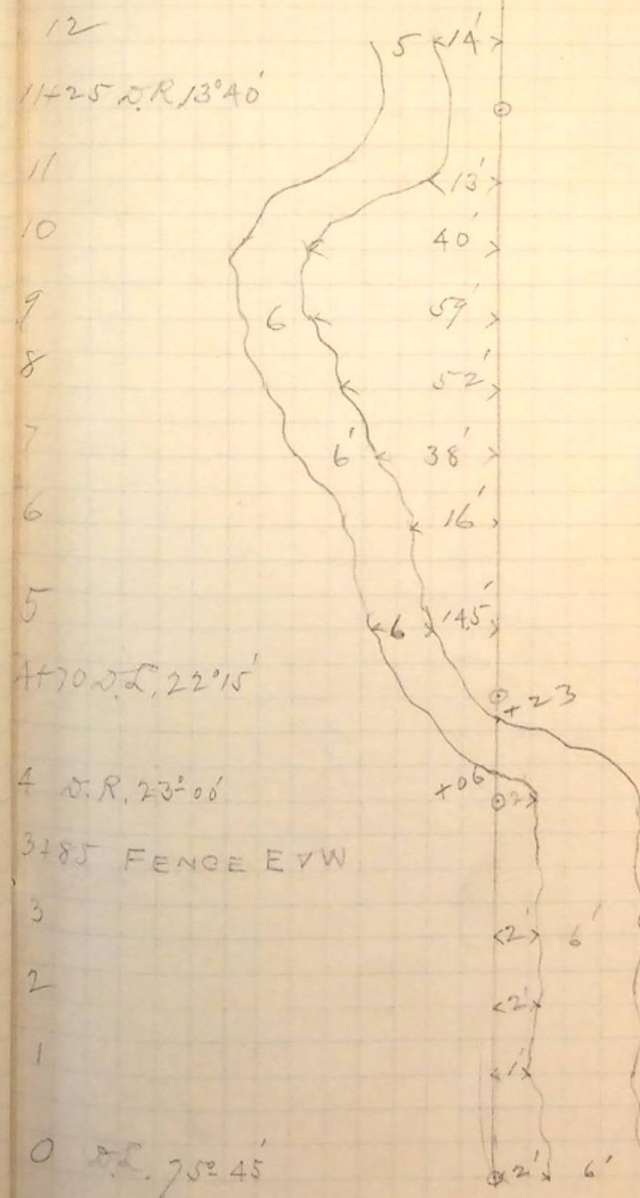 12 5 14'
11+25 D.R. 13°40'
11 13'
10 40'
9 6 59'
8 52'
7 6' 38'
6 16'
5 6 14.5'
4+70 D.L. 22°15'
+23
+06
4 D.R. 23°00' 2
3+85 FENCE E & W
3 2' 6'
2 2'
1 1'
0 D.L. 75° 45' 2' 6'